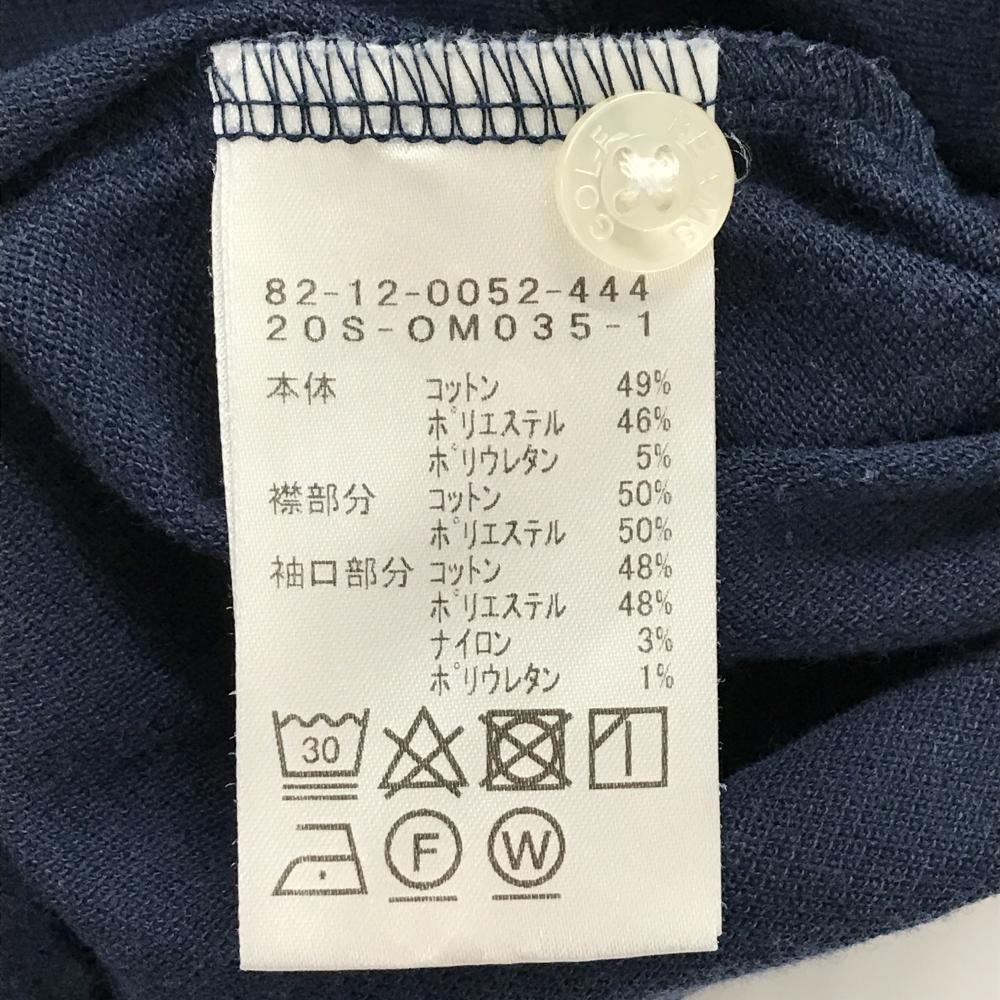 82-12-0052-444
20S-OM035-1
本体 コットン 49%
ポリエステル 46%
ポリウレタン 5%
襟部分 コットン 50%
ポリエステル 50%
袖口部分 コットン 48%
ポリエステル 48%
ナイロン 3%
ポリウレタン 1%
30
F W
GOLF